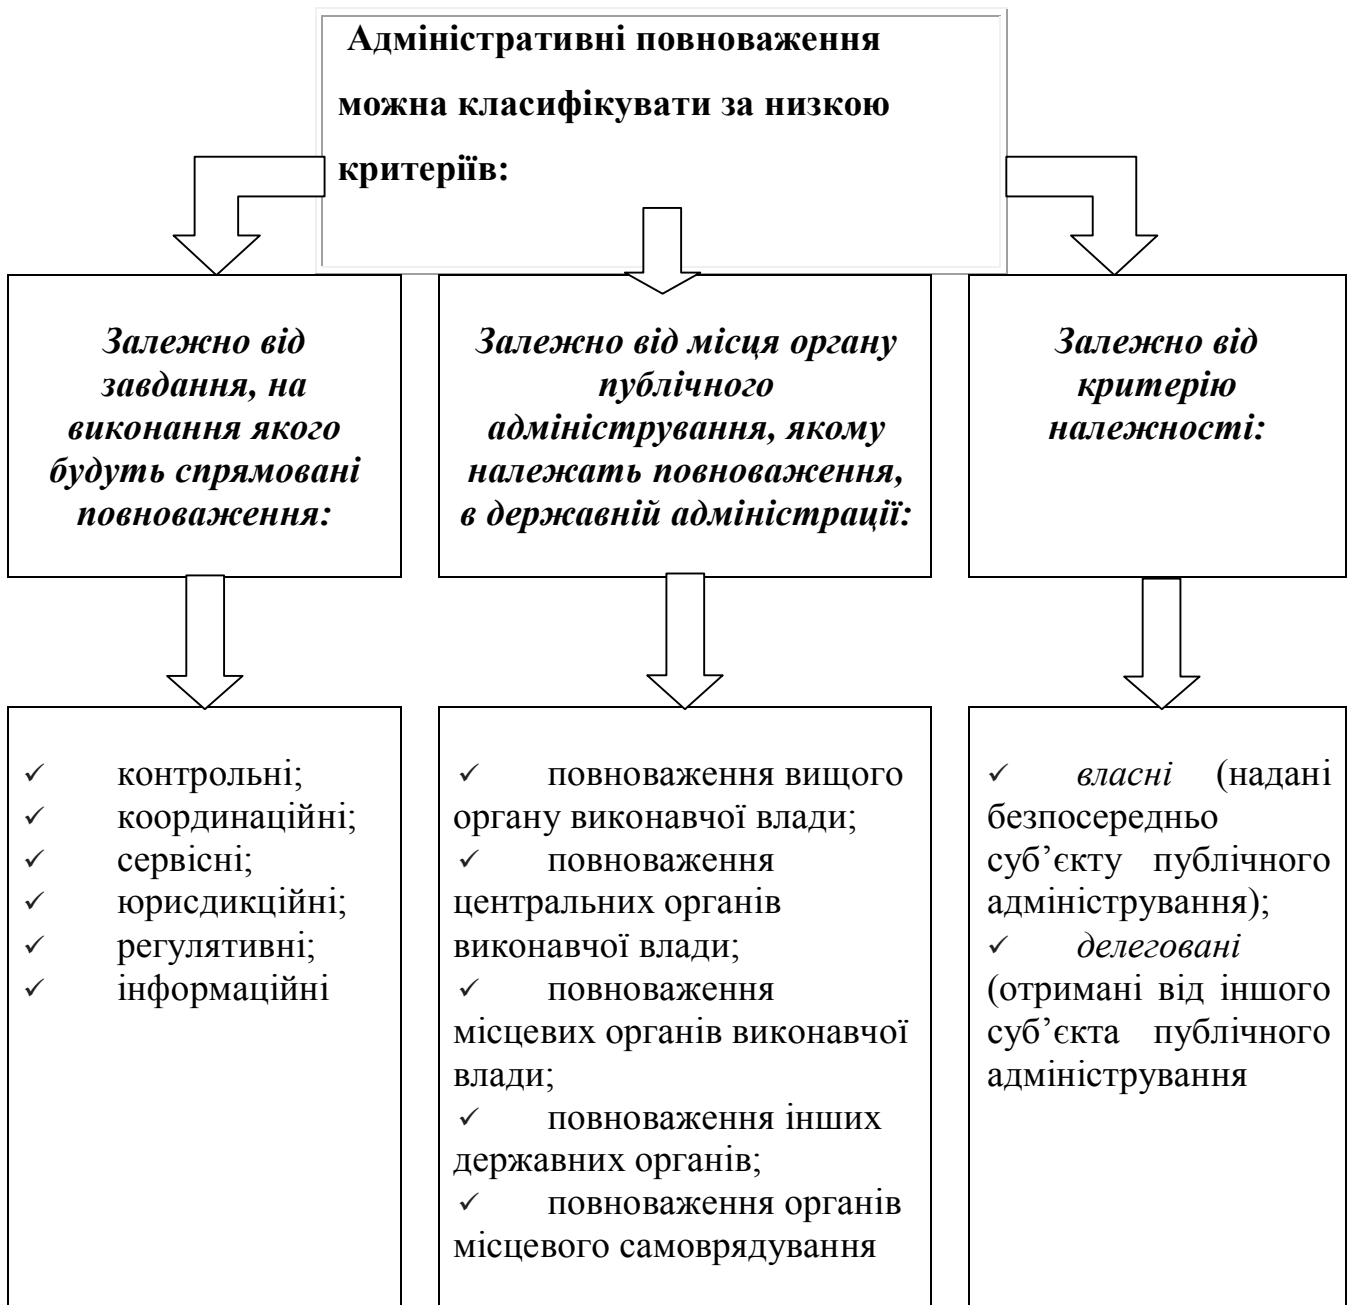 Адміністративні повноваження
можна класифікувати за низкою
критеріїв:
Залежно від
завдання, на
виконання якого
будуть спрямовані
повноваження:
Залежно від місця органу
публічного
адміністрування, якому
належать повноваження,
в державній адміністрації:
Залежно від
критерію
належності:
✓ контрольні;
✓ координаційні;
✓ сервісні;
✓ юрисдикційні;
✓ регулятивні;
✓ інформаційні
✓ повноваження вищого
органу виконавчої влади;
✓ повноваження
центральних органів
виконавчої влади;
✓ повноваження
місцевих органів виконавчої
влади;
✓ повноваження інших
державних органів;
✓ повноваження органів
місцевого самоврядування
✓ власні (надані
безпосередньо
суб’єкту публічного
адміністрування);
✓ делеговані
(отримані від іншого
суб’єкта публічного
адміністрування